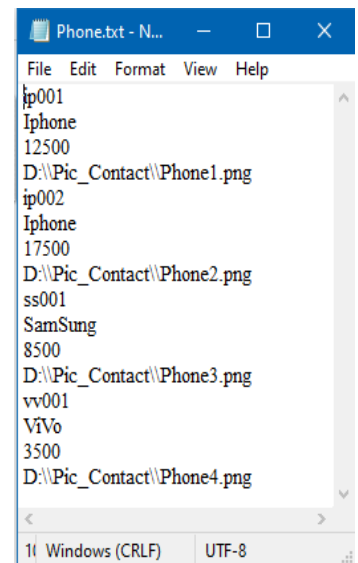 Phone.txt - N...
File Edit Format View Help
ip001
Iphone
12500
D:\\Pic_Contact\\Phone1.png
ip002
Iphone
17500
D:\\Pic_Contact\\Phone2.png
ss001
SamSung
8500
D:\\Pic_Contact\\Phone3.png
vv001
ViVo
3500
D:\\Pic_Contact\\Phone4.png
Windows (CRLF) UTF-8